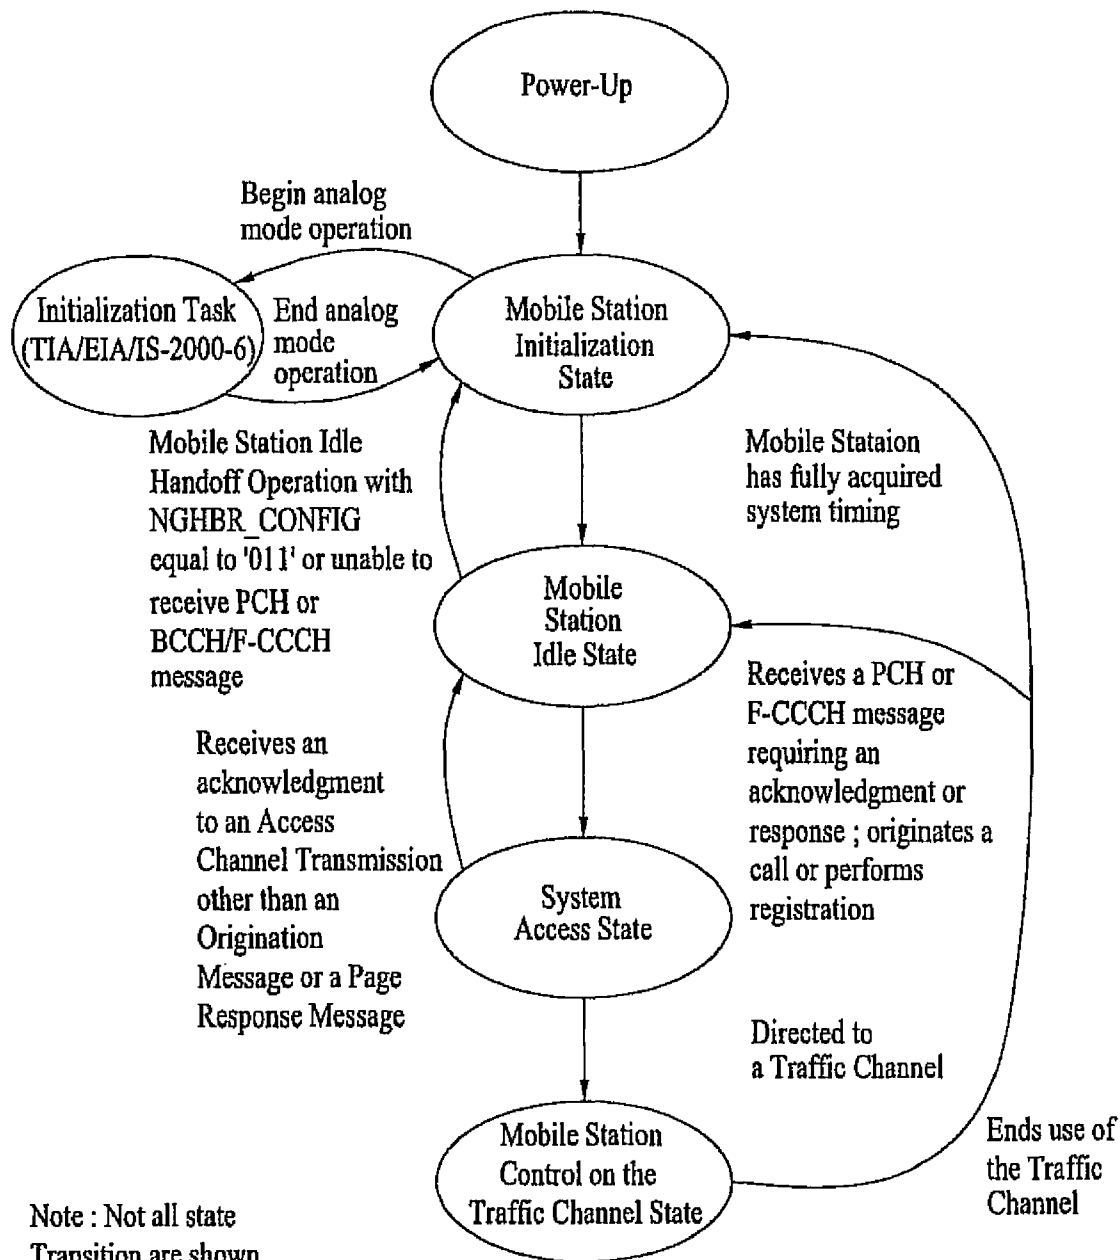 Power-Up
Begin analog
mode operation
Initialization Task
(TIA/EIA/IS-2000-6)
End analog
mode
operation
Mobile Station
Initialization
State
Mobile Station Idle
Handoff Operation with
NGHBR_CONFIG
equal to '011' or unable to
receive PCH or
BCCH/F-CCCH
message
Mobile Stataion
has fully acquired
system timing
Mobile
Station
Idle State
Receives an
acknowledgment
to an Access
Channel Transmission
other than an
Origination
Message or a Page
Response Message
Receives a PCH or
F-CCCH message
requiring an
acknowledgment or
response ; originates a
call or performs
registration
System
Access State
Directed to
a Traffic Channel
Mobile Station
Control on the
Traffic Channel State
Ends use of
the Traffic
Channel
Note : Not all state
Transition are shown